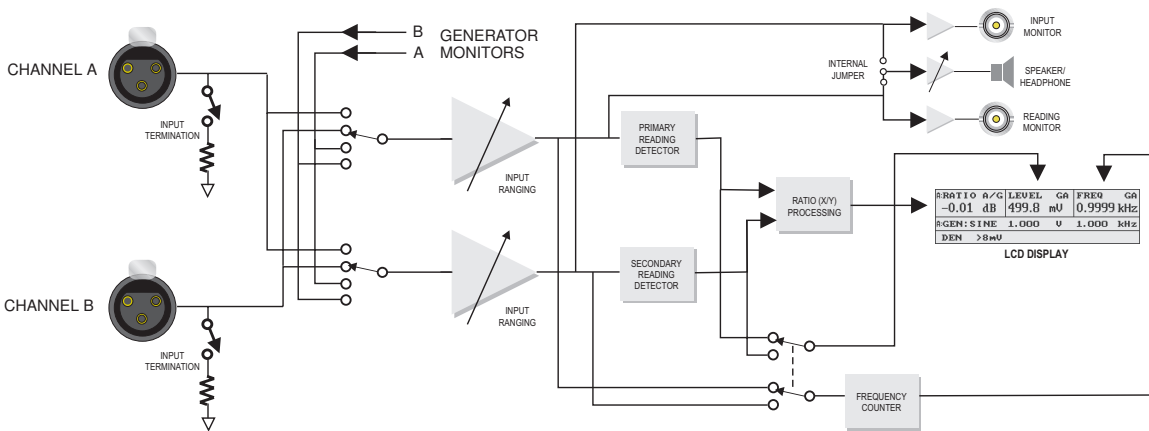 B
GENERATOR
A
MONITORS
INPUT
MONITOR
CHANNEL A
INTERNAL
JUMPER
SPEAKER/
HEADPHONE
INPUT
TERMINATION
READING
MONITOR
PRIMARY
READING
DETECTOR
INPUT
RANGING
RATIO (X/Y)
PROCESSING
A:RATIO A/G LEVEL GA FREQ GA
-0.01 dB 499.8 mU 0.9999 kHz
A:GEN:SINE 1.000 U 1.000 kHz
DEN >8mU
LCD DISPLAY
SECONDARY
READING
DETECTOR
CHANNEL B
INPUT
RANGING
INPUT
TERMINATION
FREQUENCY
COUNTER